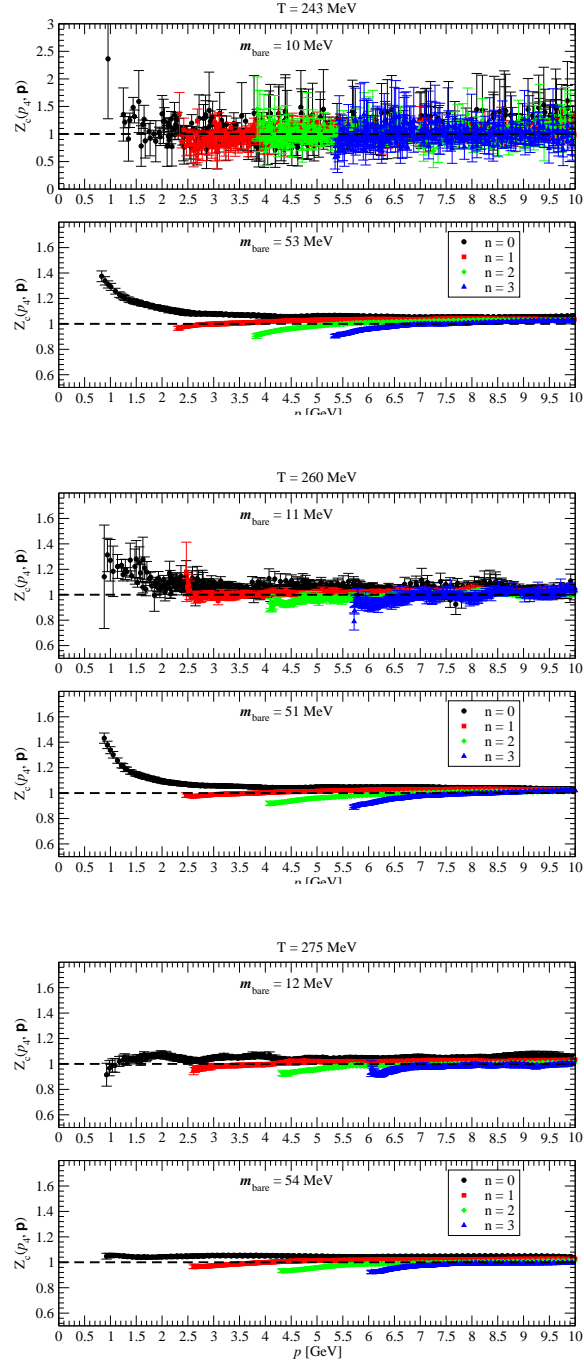 T = 243 MeV
m_bare = 10 MeV
Z_c(p_4, p)
3
2.5
2
1.5
1
0.5
0
0 0.5 1 1.5 2 2.5 3 3.5 4 4.5 5 5.5 6 6.5 7 7.5 8 8.5 9 9.5 10
m_bare = 53 MeV
n = 0
n = 1
n = 2
n = 3
Z_c(p_4, p)
1.6
1.4
1.2
1
0.8
0.6
0 0.5 1 1.5 2 2.5 3 3.5 4 4.5 5 5.5 6 6.5 7 7.5 8 8.5 9 9.5 10
p [GeV]
T = 260 MeV
m_bare = 11 MeV
Z_c(p_4, p)
1.6
1.4
1.2
1
0.8
0.6
0 0.5 1 1.5 2 2.5 3 3.5 4 4.5 5 5.5 6 6.5 7 7.5 8 8.5 9 9.5 10
m_bare = 51 MeV
n = 0
n = 1
n = 2
n = 3
Z_c(p_4, p)
1.6
1.4
1.2
1
0.8
0.6
0 0.5 1 1.5 2 2.5 3 3.5 4 4.5 5 5.5 6 6.5 7 7.5 8 8.5 9 9.5 10
p [GeV]
T = 275 MeV
m_bare = 12 MeV
Z_c(p_4, p)
1.6
1.4
1.2
1
0.8
0.6
0 0.5 1 1.5 2 2.5 3 3.5 4 4.5 5 5.5 6 6.5 7 7.5 8 8.5 9 9.5 10
m_bare = 54 MeV
n = 0
n = 1
n = 2
n = 3
Z_c(p_4, p)
1.6
1.4
1.2
1
0.8
0.6
0 0.5 1 1.5 2 2.5 3 3.5 4 4.5 5 5.5 6 6.5 7 7.5 8 8.5 9 9.5 10
p [GeV]